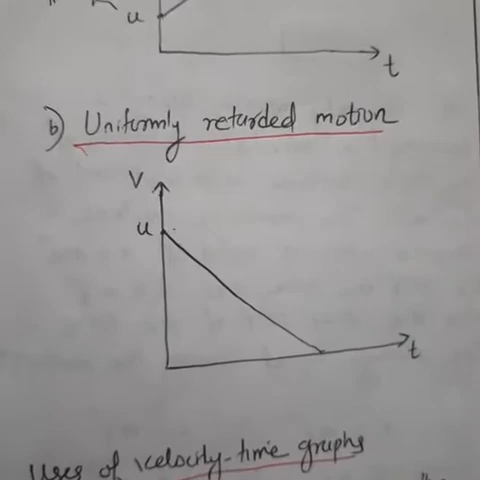 u
t
b) Uniformly retarded motion
V
u
t
Uses of velocity-time graphs